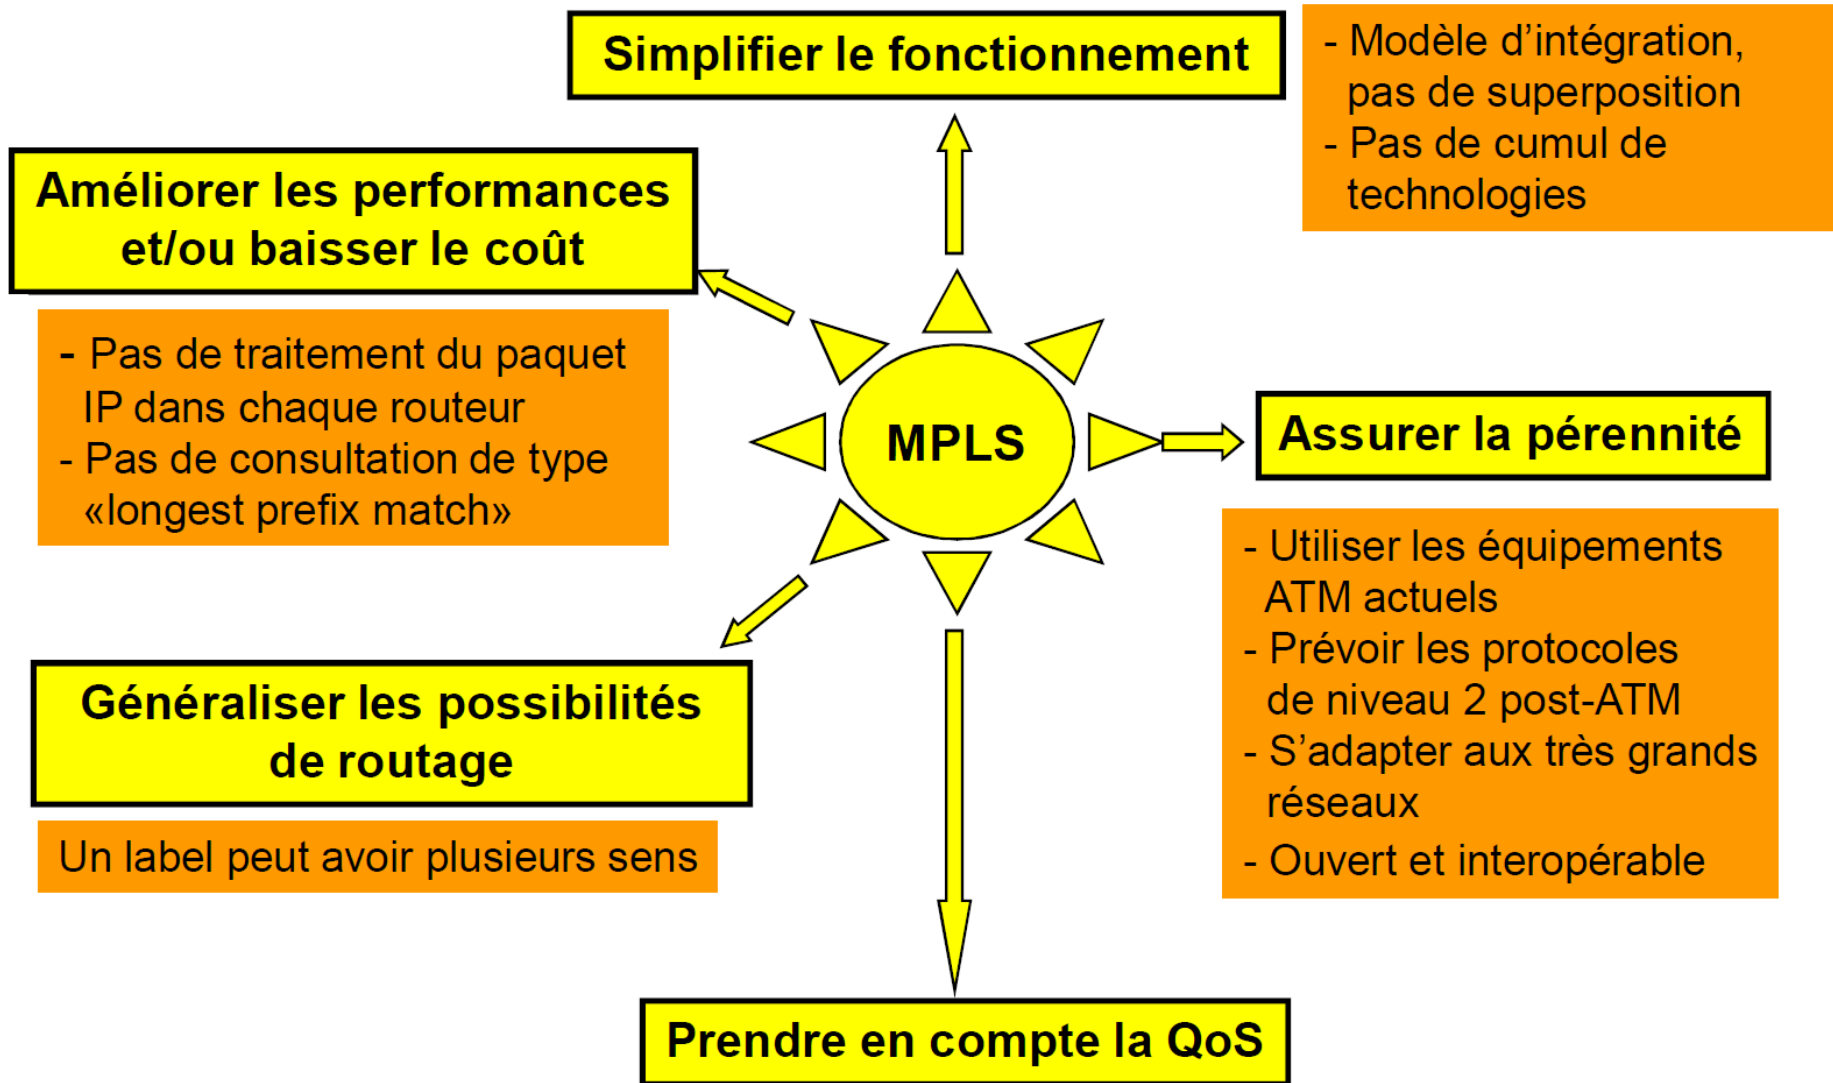 Simplifier le fonctionnement
- Modèle d’intégration,
pas de superposition
- Pas de cumul de
technologies
Améliorer les performances
et/ou baisser le coût
- Pas de traitement du paquet
IP dans chaque routeur
- Pas de consultation de type
«longest prefix match»
MPLS
Assurer la pérennité
- Utiliser les équipements
ATM actuels
- Prévoir les protocoles
de niveau 2 post-ATM
- S’adapter aux très grands
réseaux
- Ouvert et interopérable
Généraliser les possibilités
de routage
Un label peut avoir plusieurs sens
Prendre en compte la QoS